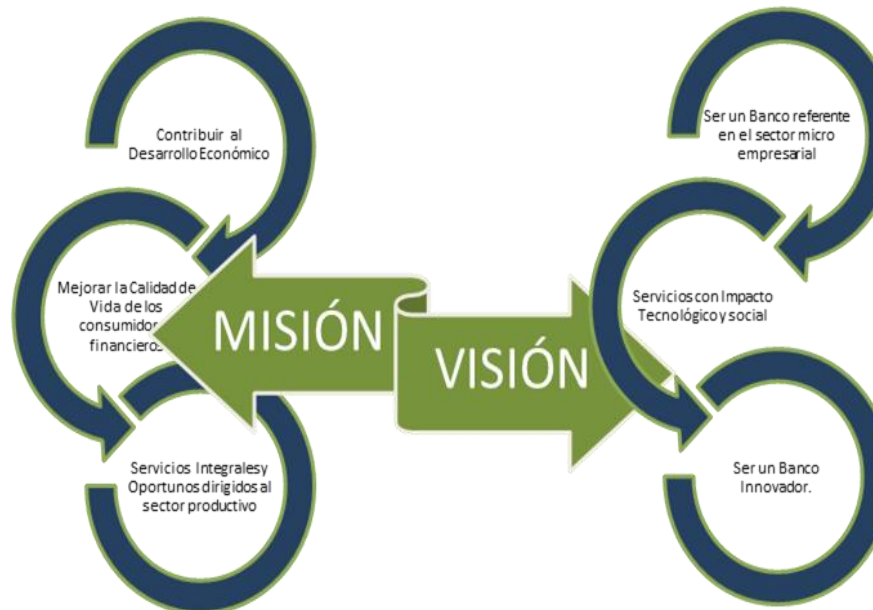 Contribuir al
Desarrollo Económico
Mejorar la Calidad de
Vida de los
consumido
financieros
Servicios Integralesy
Oportunos dirigidos al
sector productivo
MISIÓN
VISIÓN
Ser un Banco referente
en el sector micro
empresarial
Servicios con Impacto
Tecnológico y social
Ser un Banco
Innovador.